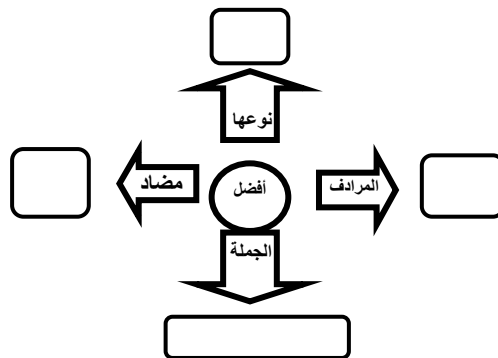 نوعها
المرادف
أفضل
مضاد
الجملة